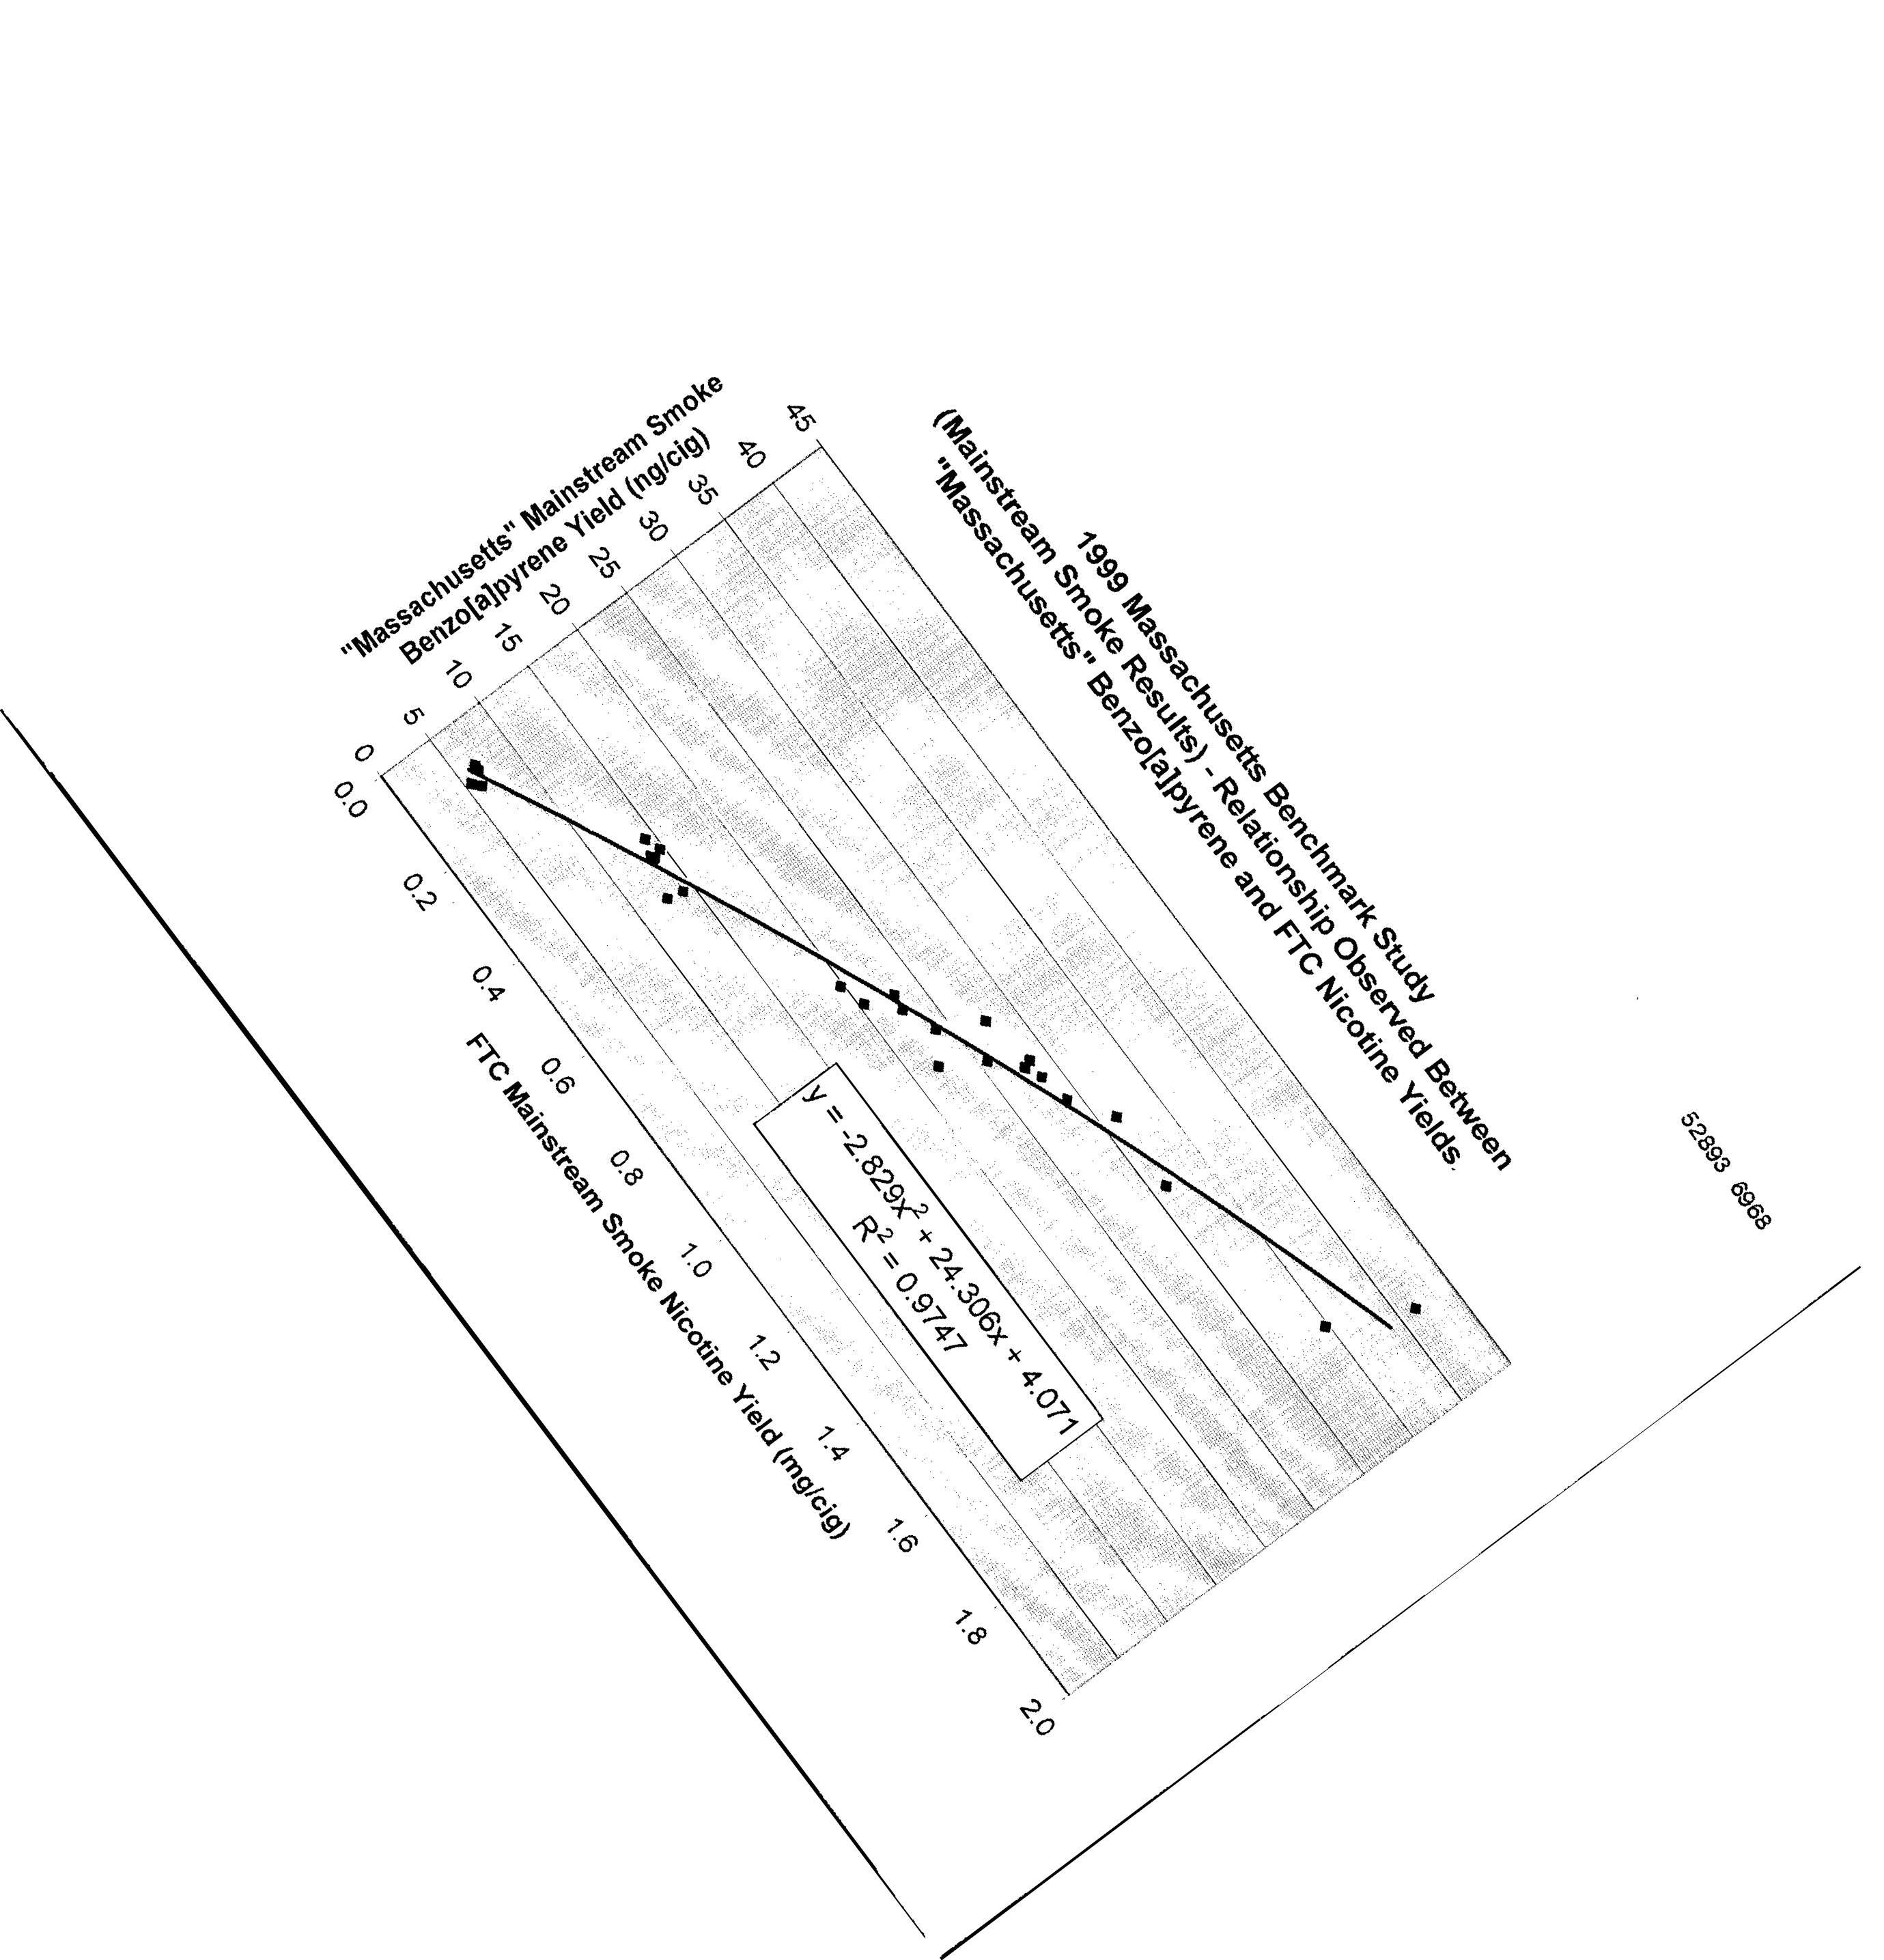 1999 Massachusetts Benchmark Study
(Mainstream Smoke Results) - Relationship Observed Between
"Massachusetts" Benzo[a]pyrene and FTC Nicotine Yields
"Massachusetts" Mainstream Smoke
Benzo[a]pyrene Yield (ng/cig)
45
40
35
30
25
20
15
10
5
0
y = -2.829x² + 24.306x + 4.071
R² = 0.9747
0.0 0.2 0.4 0.6 0.8 1.0 1.2 1.4 1.6 1.8 2.0
FTC Mainstream Smoke Nicotine Yield (mg/cig)
52893 6968